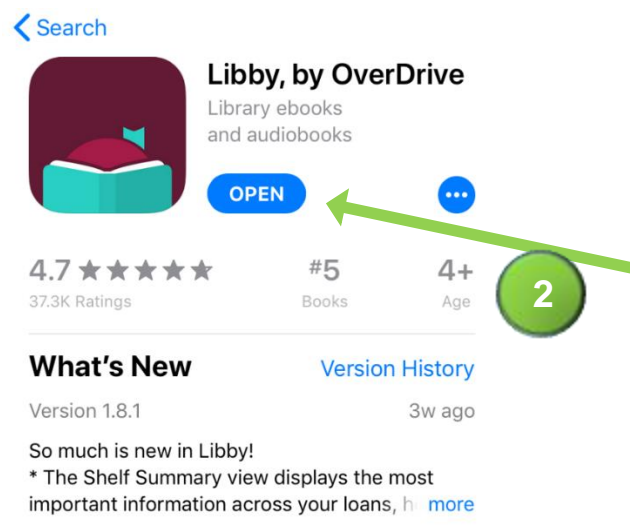 Search
Libby, by OverDrive
Library ebooks
and audiobooks
OPEN
4.7 #5 4+
37.3K Ratings Books Age
2
What's New Version History
Version 1.8.1 3w ago
So much is new in Libby!
* The Shelf Summary view displays the most
important information across your loans, h more